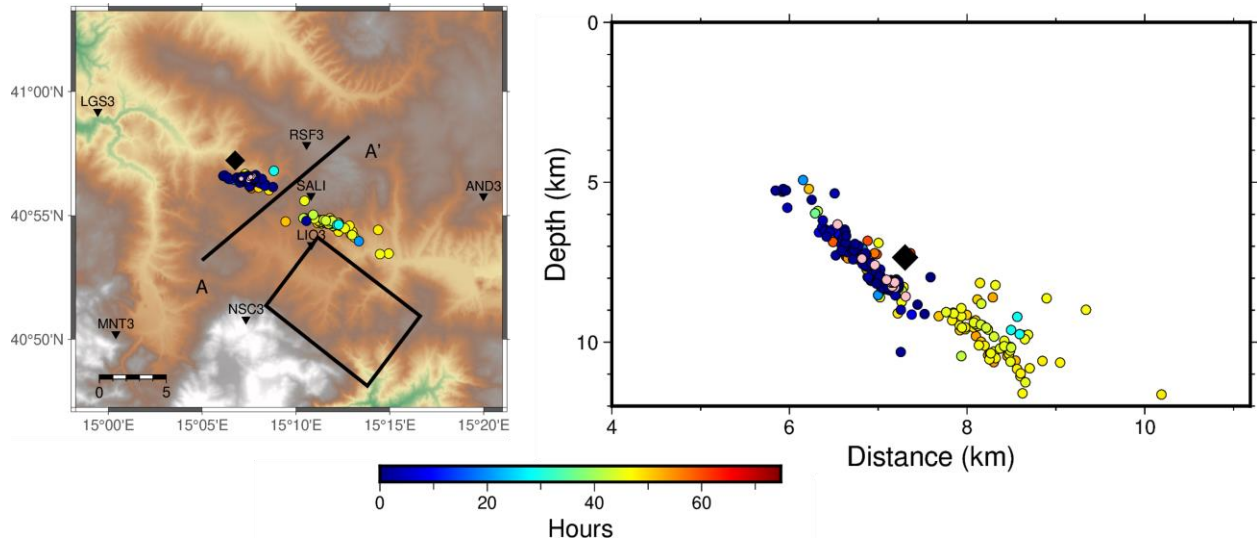 LGS3
RSF3
A'
SALI
AND3
LIO3
A
NSC3
MNT3
0 5
41°00'N
40°55'N
40°50'N
15°00'E 15°05'E 15°10'E 15°15'E 15°20'E
0
5
10
Depth (km)
4 6 8 10
Distance (km)
0 20 40 60
Hours